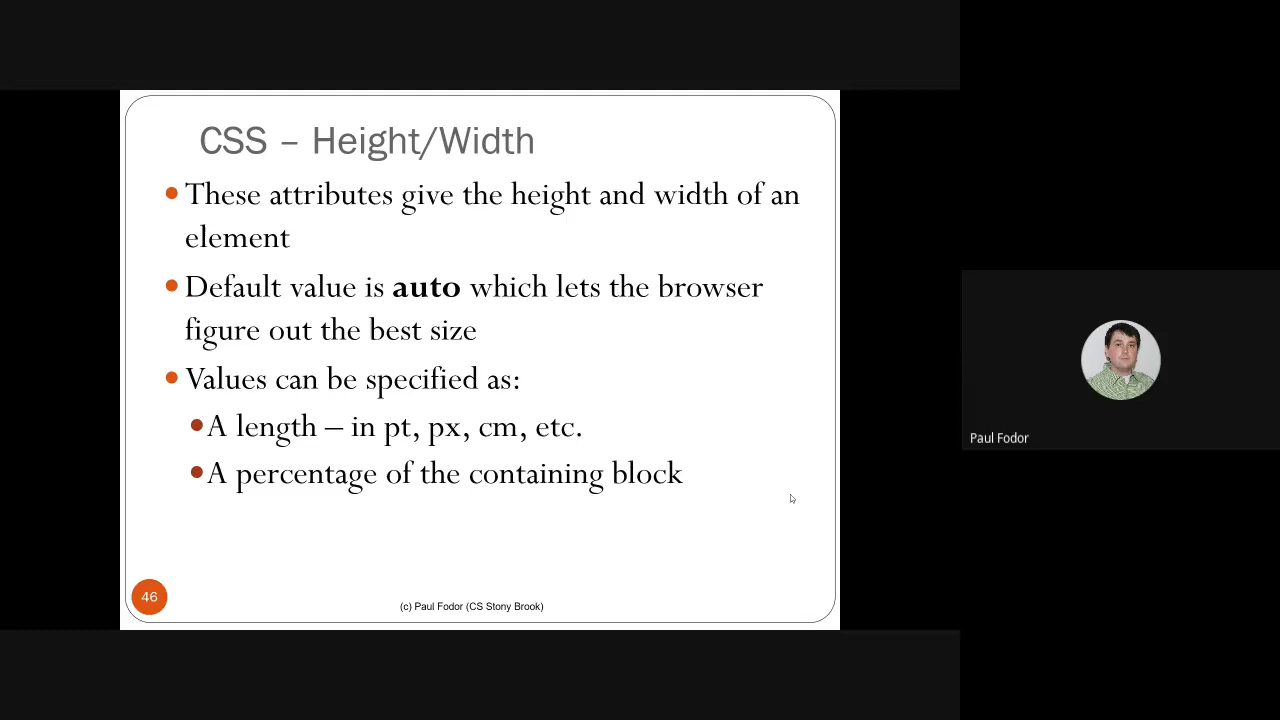 CSS – Height/Width
These attributes give the height and width of an
element
Default value is auto which lets the browser
figure out the best size
Values can be specified as:
A length – in pt, px, cm, etc.
A percentage of the containing block
46
(c) Paul Fodor (CS Stony Brook)
Paul Fodor